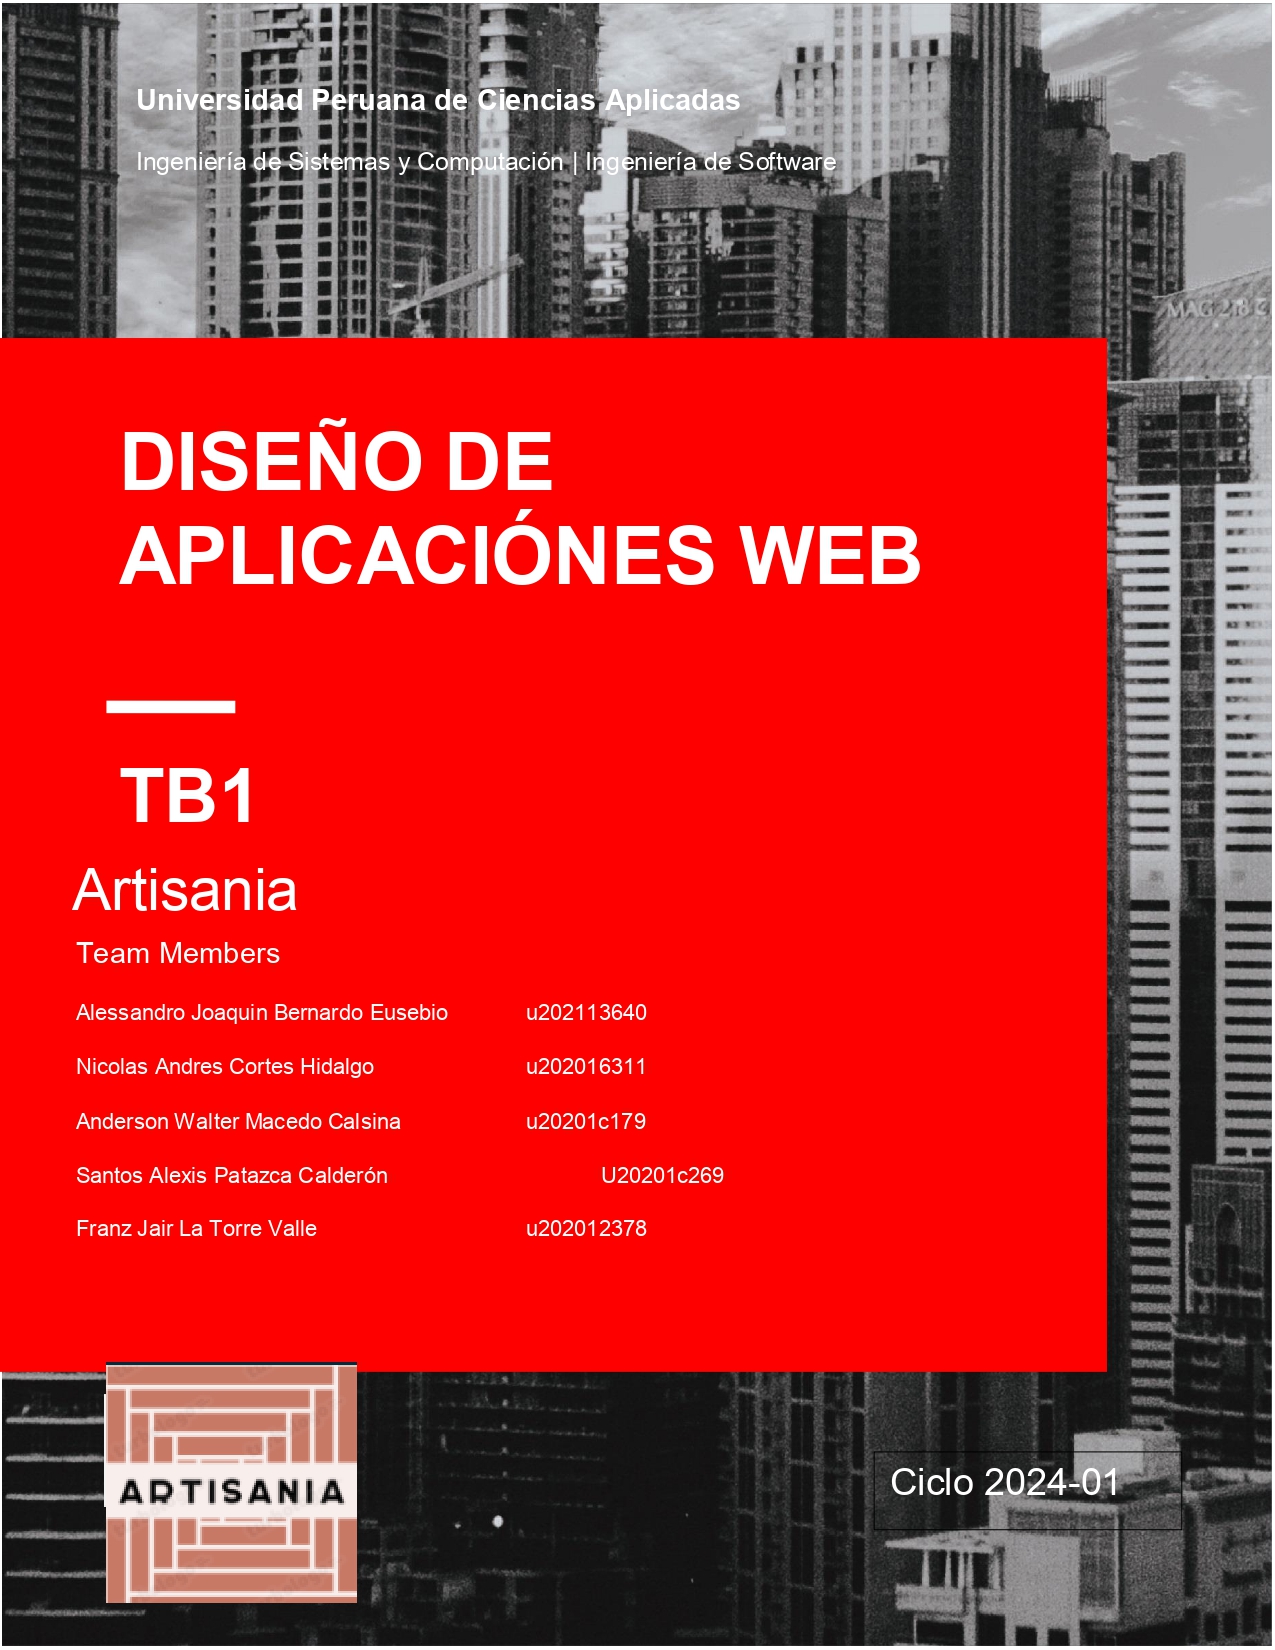 Universidad Peruana de Ciencias Aplicadas
Ingeniería de Sistemas y Computación | Ingeniería de Software
MAG 218
DISEÑO DE
APLICACIÓNES WEB
TB1
Artisania
Team Members
Alessandro Joaquin Bernardo Eusebio u202113640
Nicolas Andres Cortes Hidalgo u202016311
Anderson Walter Macedo Calsina u20201c179
Santos Alexis Patazca Calderón U20201c269
Franz Jair La Torre Valle u202012378
ARTISANIA
Ciclo 2024-01